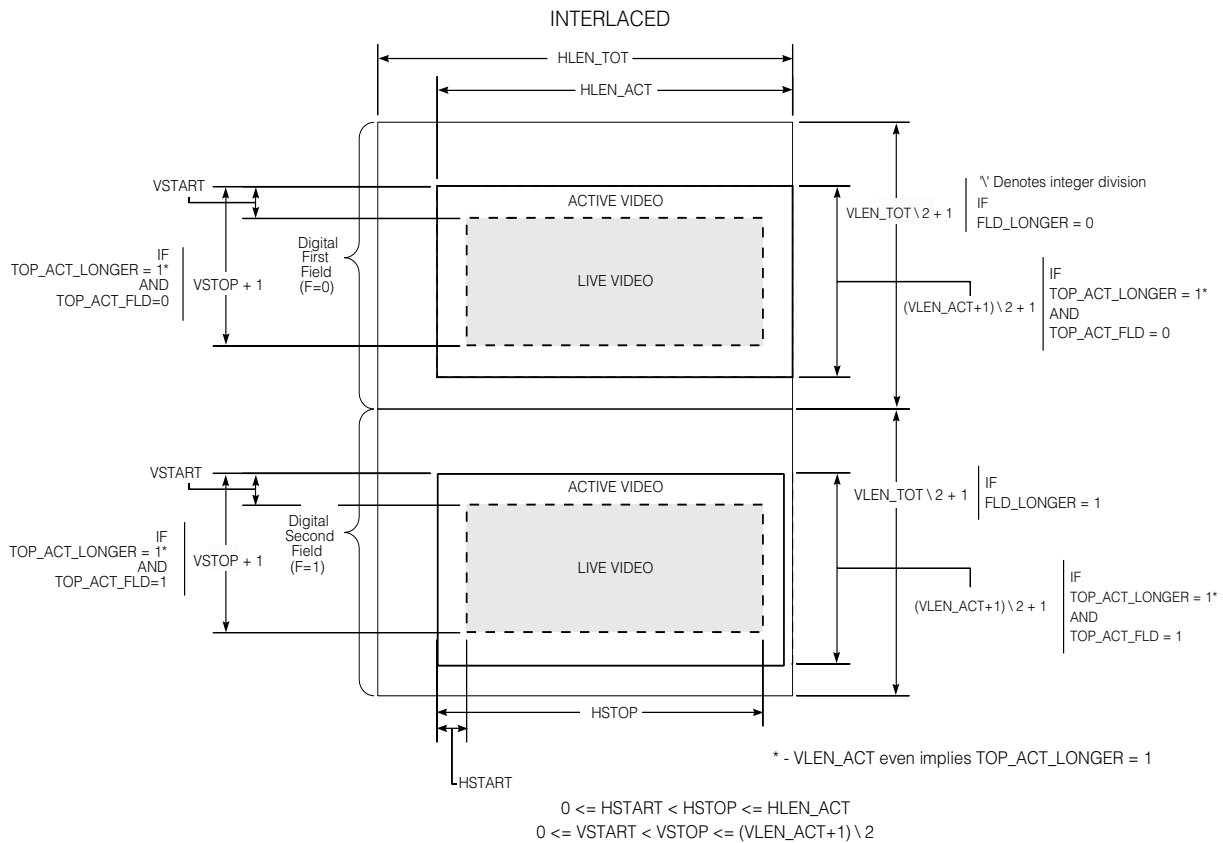 INTERLACED
HLEN_TOT
HLEN_ACT
VSTART
ACTIVE VIDEO
'\' Denotes integer division
VLEN_TOT \ 2 + 1
IF
FLD_LONGER = 0
Digital
First
Field
(F=0)
IF
TOP_ACT_LONGER = 1*
AND
TOP_ACT_FLD=0
VSTOP + 1
LIVE VIDEO
(VLEN_ACT+1) \ 2 + 1
IF
TOP_ACT_LONGER = 1*
AND
TOP_ACT_FLD = 0
VSTART
ACTIVE VIDEO
VLEN_TOT \ 2 + 1
IF
FLD_LONGER = 1
Digital
Second
Field
(F=1)
IF
TOP_ACT_LONGER = 1*
AND
TOP_ACT_FLD=1
VSTOP + 1
LIVE VIDEO
(VLEN_ACT+1) \ 2 + 1
IF
TOP_ACT_LONGER = 1*
AND
TOP_ACT_FLD = 1
HSTOP
* - VLEN_ACT even implies TOP_ACT_LONGER = 1
HSTART
0 <= HSTART < HSTOP <= HLEN_ACT
0 <= VSTART < VSTOP <= (VLEN_ACT+1) \ 2